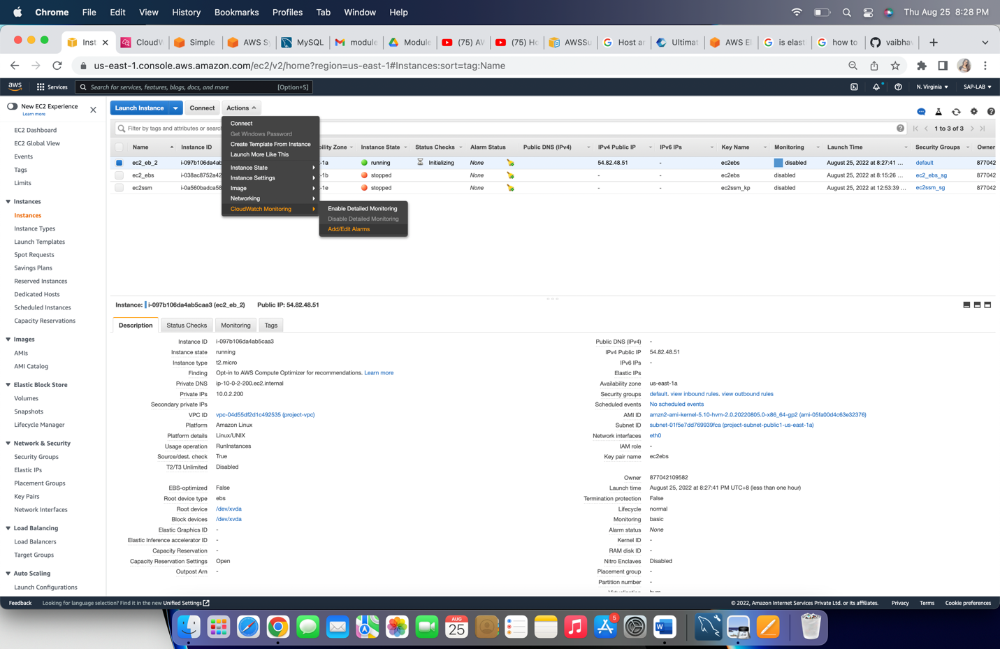 Chrome File Edit View History Bookmarks Profiles Tab Window Help Thu Aug 25 8:28 PM
Inst CloudW Simple AWS Sy MySQL module Module (75) AW (75) Ho AWSSu Host an Ultimat AWS El is elast how to vaibhav
us-east-1.console.aws.amazon.com/ec2/v2/home?region=us-east-1#Instances:sort=tag:Name
aws Services Search for services, features, blogs, docs, and more [Option+S] N. Virginia SAP-LAB
New EC2 Experience
Learn more
Launch Instance Connect Actions
Filter by tags and attributes or search 1 to 3 of 3
Name Instance ID bility Zone Instance State Status Checks Alarm Status Public DNS (IPv4) IPv4 Public IP IPv6 IPs Key Name Monitoring Launch Time Security Groups Owner
ec2_eb_2 i-097b106da4ab -1a running Initializing None 54.82.48.51 - ec2ebs disabled August 25, 2022 at 8:27:41 ... default 877042
ec2_ebs i-038ac8752a42 -1b stopped None - - ec2ebs disabled August 25, 2022 at 8:15:26 ... ec2_ebs_sg 877042
ec2ssm i-0a560badca58 -1e stopped None - - ec2ssm_kp disabled August 25, 2022 at 12:53:39 ... ec2ssm_sg 877042
Connect
Get Windows Password
Create Template From Instance
Launch More Like This
Instance State
Instance Settings
Image
Networking
CloudWatch Monitoring
Enable Detailed Monitoring
Disable Detailed Monitoring
Add/Edit Alarms
EC2 Dashboard
EC2 Global View
Events
Tags
Limits
Instances
Instances
Instance Types
Launch Templates
Spot Requests
Savings Plans
Reserved Instances
Dedicated Hosts
Scheduled Instances
Capacity Reservations
Images
AMIs
AMI Catalog
Elastic Block Store
Volumes
Snapshots
Lifecycle Manager
Network & Security
Security Groups
Elastic IPs
Placement Groups
Key Pairs
Network Interfaces
Load Balancing
Load Balancers
Target Groups
Auto Scaling
Launch Configurations
Instance: i-097b106da4ab5caa3 (ec2_eb_2) Public IP: 54.82.48.51
Description Status Checks Monitoring Tags
Instance ID i-097b106da4ab5caa3
Instance state running
Instance type t2.micro
Finding Opt-in to AWS Compute Optimizer for recommendations. Learn more
Private DNS ip-10-0-2-200.ec2.internal
Private IPs 10.0.2.200
Secondary private IPs
VPC ID vpc-04d55df2d1c492535 (project-vpc)
Platform Amazon Linux
Platform details Linux/UNIX
Usage operation RunInstances
Source/dest. check True
T2/T3 Unlimited Disabled
EBS-optimized False
Root device type ebs
Root device /dev/xvda
Block devices /dev/xvda
Elastic Graphics ID -
Elastic Inference accelerator ID -
Capacity Reservation -
Capacity Reservation Settings Open
Outpost Arn -
Public DNS (IPv4) -
IPv4 Public IP 54.82.48.51
IPv6 IPs -
Elastic IPs
Availability zone us-east-1a
Security groups default. view inbound rules. view outbound rules
Scheduled events No scheduled events
AMI ID amzn2-ami-kernel-5.10-hvm-2.0.20220805.0-x86_64-gp2 (ami-05fa00d4c63e32376)
Subnet ID subnet-01f5e7dd769939fca (project-subnet-public1-us-east-1a)
Network interfaces eth0
IAM role -
Key pair name ec2ebs
Owner 877042109582
Launch time August 25, 2022 at 8:27:41 PM UTC+8 (less than one hour)
Termination protection False
Lifecycle normal
Monitoring basic
Alarm status None
Kernel ID -
RAM disk ID -
Nitro Enclaves Disabled
Placement group -
Partition number -
Virtualization hvm
Feedback Looking for language selection? Find it in the new Unified Settings © 2022, Amazon Internet Services Private Ltd. or its affiliates. Privacy Terms Cookie preferences
AUG
25
5